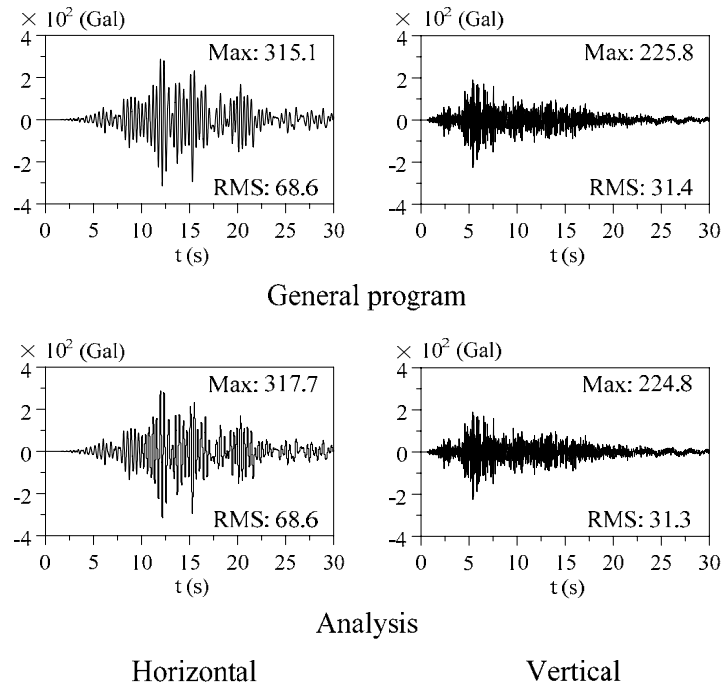 × 10² (Gal)
4
2
0
-2
-4
Max: 315.1
RMS: 68.6
0 5 10 15 20 25 30
t (s)
× 10² (Gal)
4
2
0
-2
-4
Max: 225.8
RMS: 31.4
0 5 10 15 20 25 30
t (s)
General program
× 10² (Gal)
4
2
0
-2
-4
Max: 317.7
RMS: 68.6
0 5 10 15 20 25 30
t (s)
× 10² (Gal)
4
2
0
-2
-4
Max: 224.8
RMS: 31.3
0 5 10 15 20 25 30
t (s)
Analysis
Horizontal
Vertical